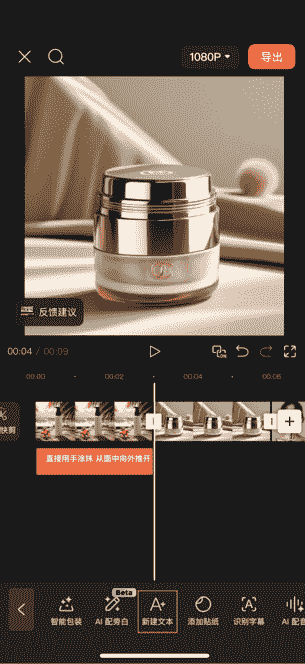 1080P
导出
反馈建议
00:04 / 00:09
00:00
00:02
00:04
00:06
直接用手涂抹 从面中向外推开
Beta
智能包装
AI 配旁白
新建文本
添加贴纸
识别字幕
AI 配音